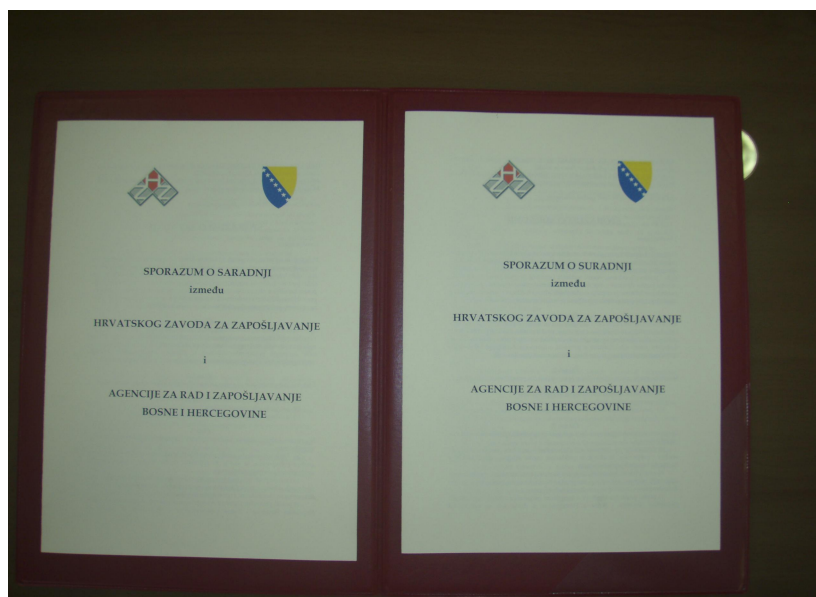 SPORAZUM O SARADNJI
između
HRVATSKOG ZAVODA ZA ZAPOŠLJAVANJE
i
AGENCIJE ZA RAD I ZAPOŠLJAVANJE
BOSNE I HERCEGOVINE
SPORAZUM O SURADNJI
između
HRVATSKOG ZAVODA ZA ZAPOŠLJAVANJE
i
AGENCIJE ZA RAD I ZAPOŠLJAVANJE
BOSNE I HERCEGOVINE